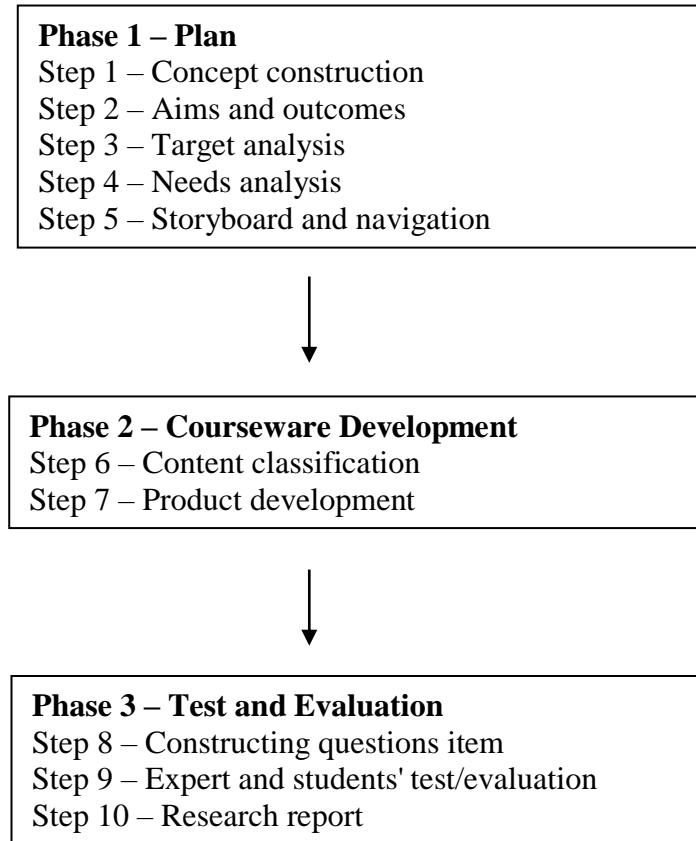 Phase 1 – Plan
Step 1 – Concept construction
Step 2 – Aims and outcomes
Step 3 – Target analysis
Step 4 – Needs analysis
Step 5 – Storyboard and navigation
Phase 2 – Courseware Development
Step 6 – Content classification
Step 7 – Product development
Phase 3 – Test and Evaluation
Step 8 – Constructing questions item
Step 9 – Expert and students' test/evaluation
Step 10 – Research report